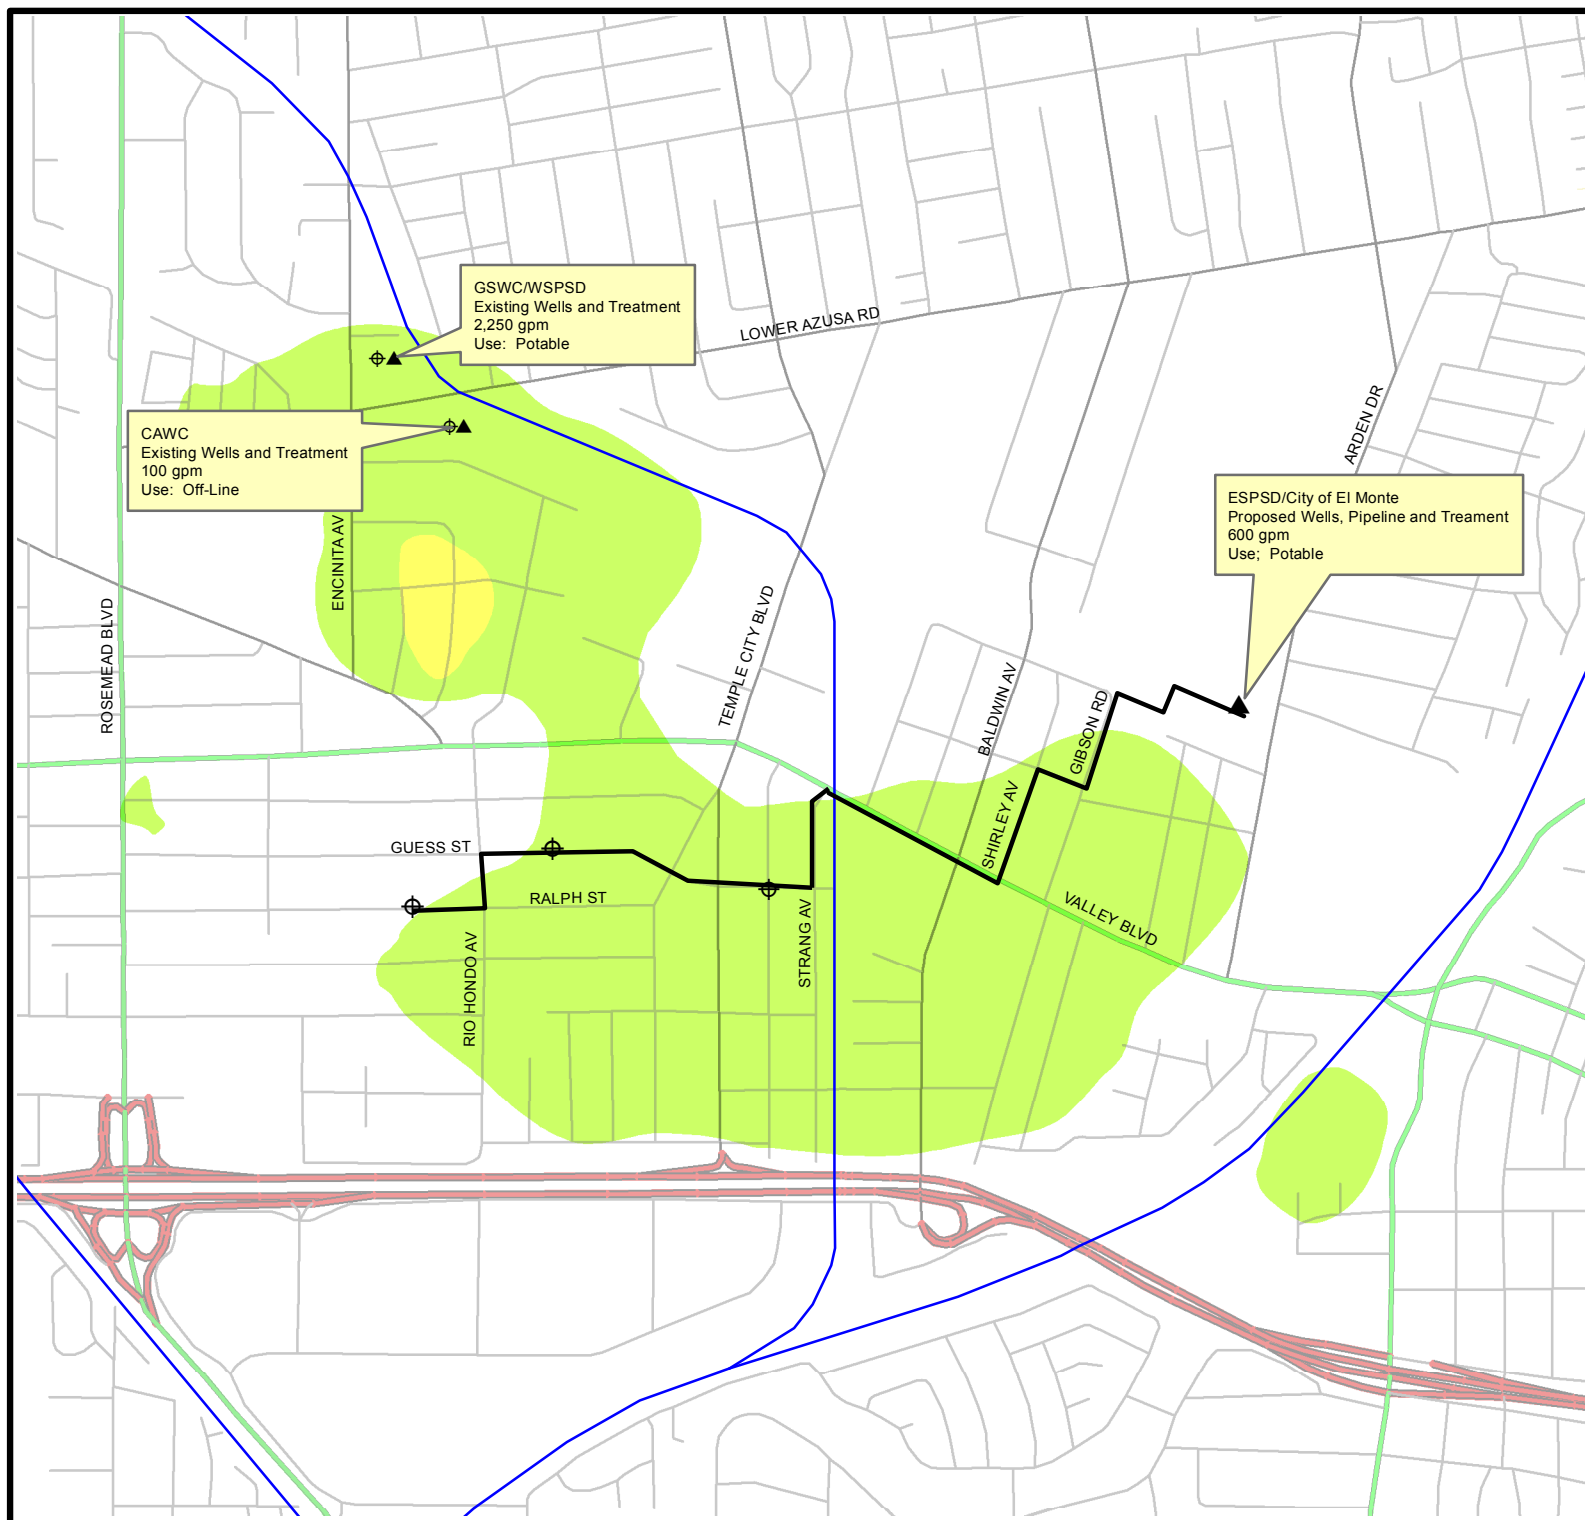 GSWC/WSPSD
Existing Wells and Treatment
2,250 gpm
Use: Potable
LOWER AZUSA RD
CAWC
Existing Wells and Treatment
100 gpm
Use: Off-Line
ARDEN DR
ESPSD/City of El Monte
Proposed Wells, Pipeline and Treament
600 gpm
Use; Potable
ENCINITA AV
ROSEMEAD BLVD
TEMPLE CITY BLVD
BALDWIN AV
GIBSON RD
SHIRLEY AV
GUESS ST
RALPH ST
VALLEY BLVD
STRANG AV
RIO HONDO AV